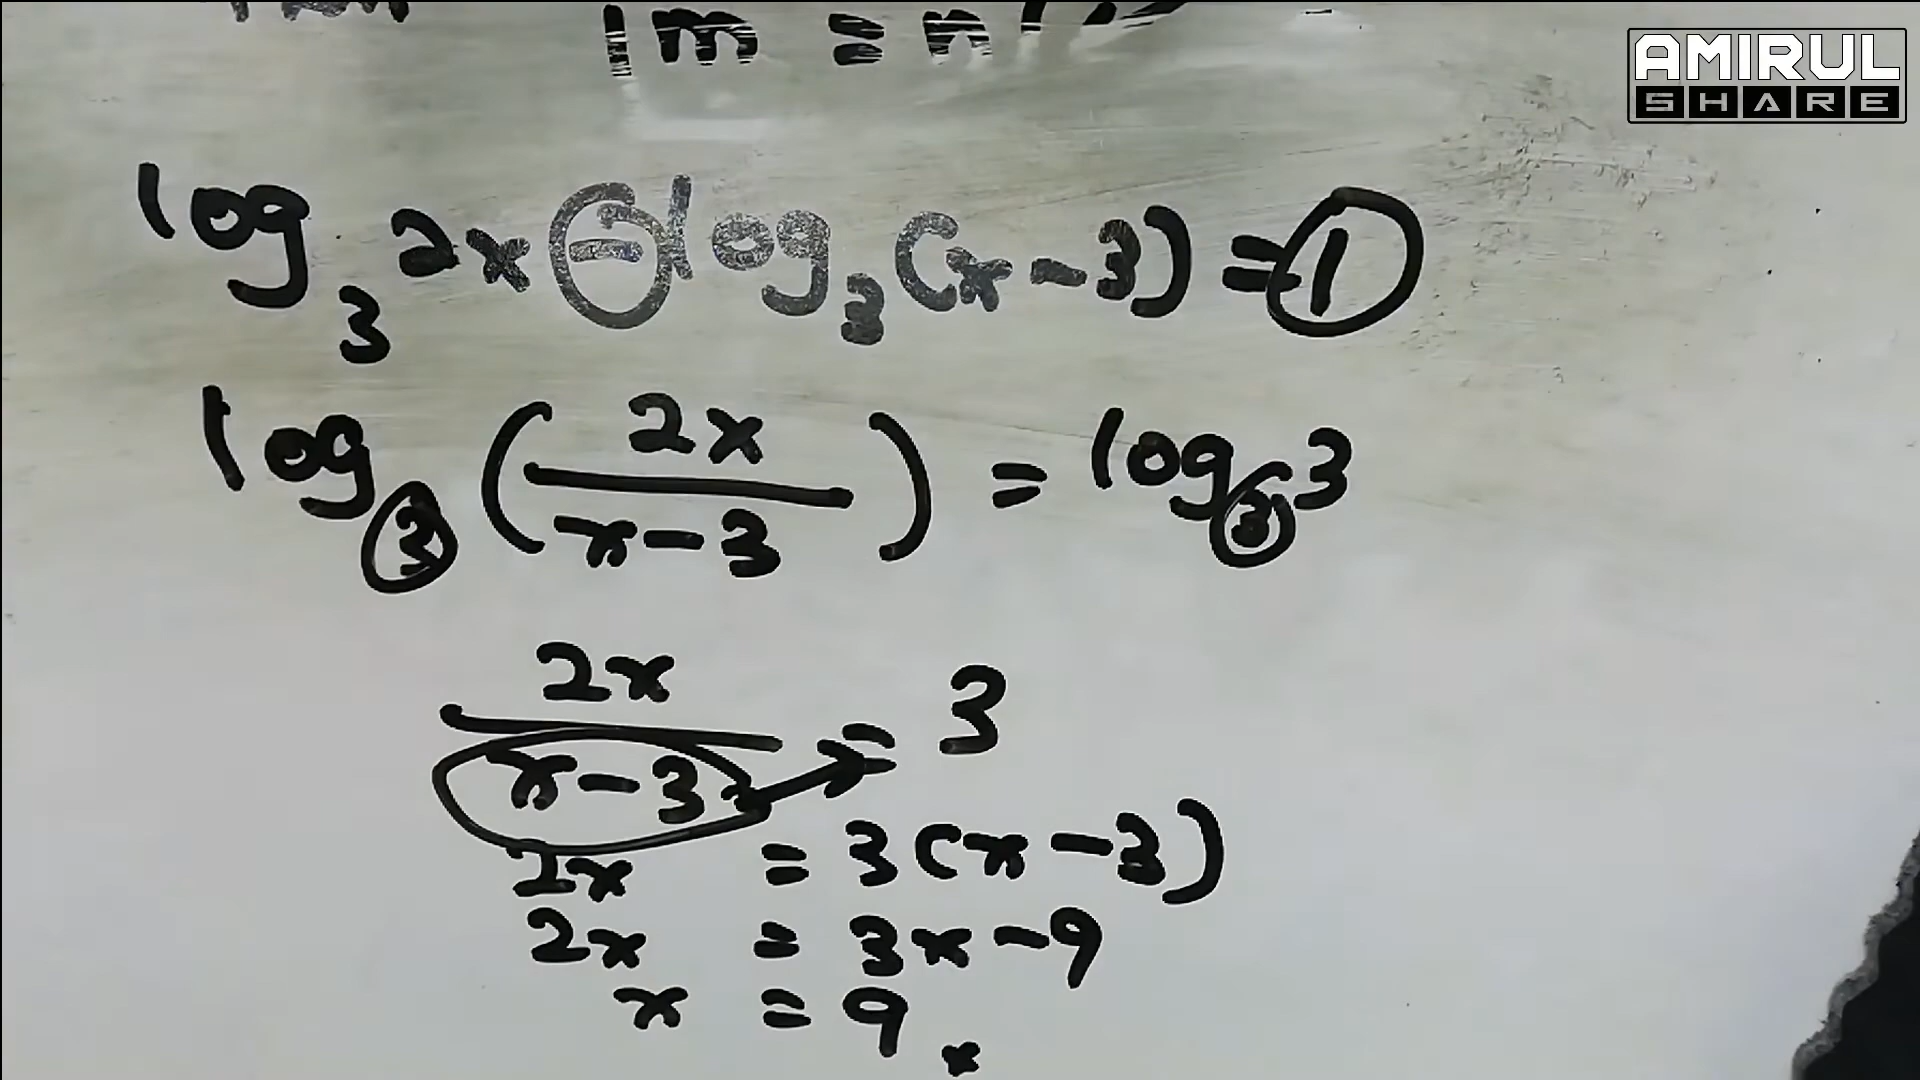 m = n
AMIRUL
SHARE
log₃ 2x - log₃ (x - 3) = 1
log₃ (2x / x - 3) = log₃ 3
2x / x - 3 = 3
2x = 3(x - 3)
2x = 3x - 9
x = 9